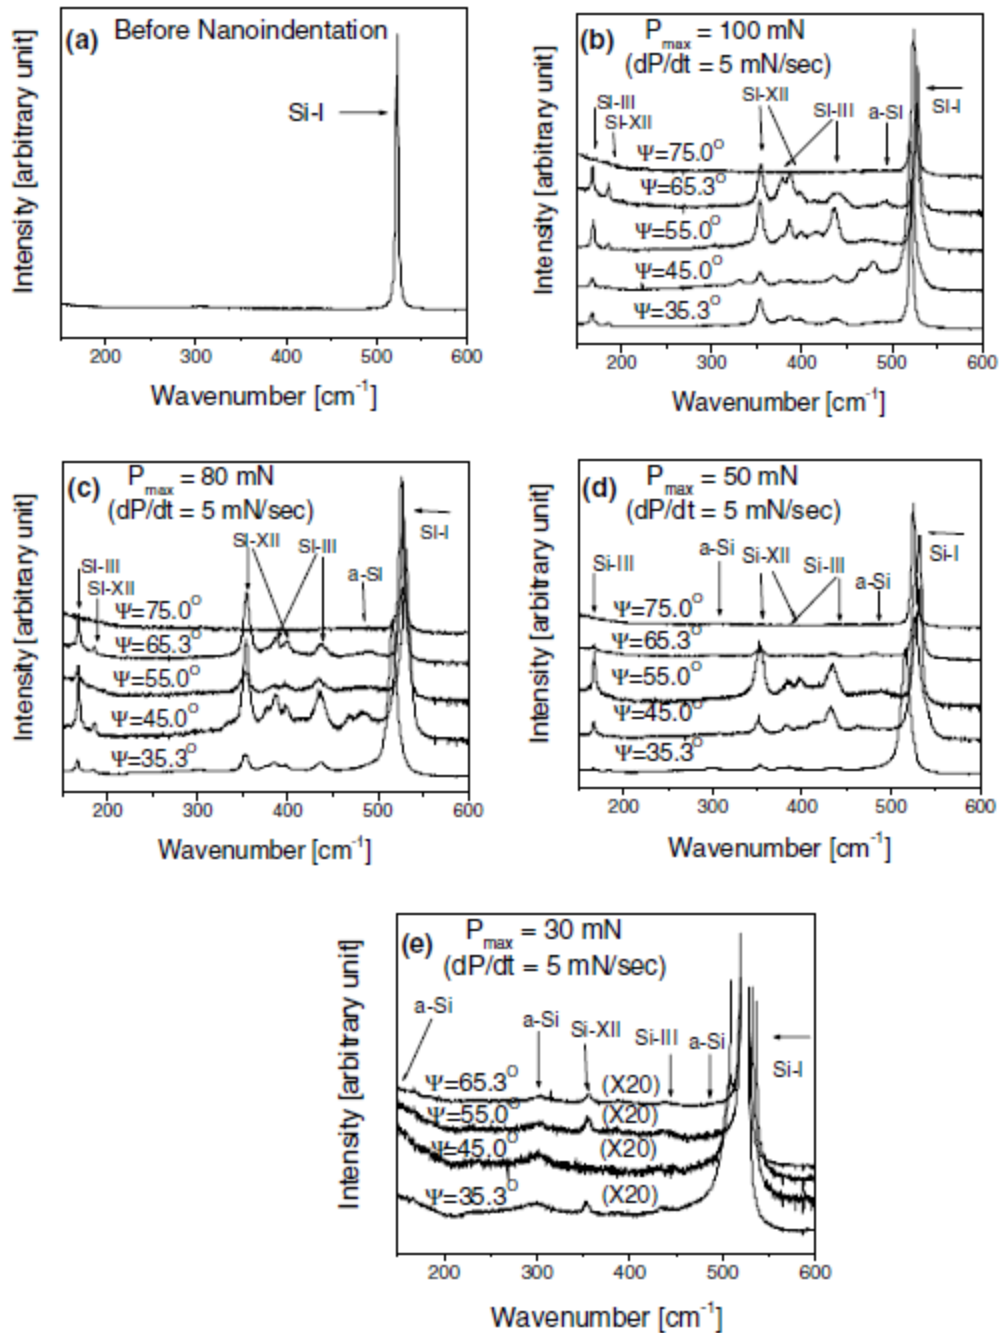 (a) Before Nanoindentation
Si-I
Intensity [arbitrary unit]
200 300 400 500 600
Wavenumber [cm⁻¹]
(b) Pmax = 100 mN
(dP/dt = 5 mN/sec)
SI-III
SI-XII
SI-XII
SI-III
a-SI
SI-I
Ψ=75.0°
Ψ=65.3°
Ψ=55.0°
Ψ=45.0°
Ψ=35.3°
Intensity [arbitrary unit]
200 300 400 500 600
Wavenumber [cm⁻¹]
(c) Pmax = 80 mN
(dP/dt = 5 mN/sec)
SI-III
SI-XII
SI-XII
SI-III
a-SI
SI-I
Ψ=75.0°
Ψ=65.3°
Ψ=55.0°
Ψ=45.0°
Ψ=35.3°
Intensity [arbitrary unit]
200 300 400 500 600
Wavenumber [cm⁻¹]
(d) Pmax = 50 mN
(dP/dt = 5 mN/sec)
Si-III
a-Si
Si-XII
Si-III
a-Si
Si-I
Ψ=75.0°
Ψ=65.3°
Ψ=55.0°
Ψ=45.0°
Ψ=35.3°
Intensity [arbitrary unit]
200 300 400 500 600
Wavenumber [cm⁻¹]
(e) Pmax = 30 mN
(dP/dt = 5 mN/sec)
a-Si
a-Si
Si-XII
Si-III
a-Si
Si-I
Ψ=65.3° (X20)
Ψ=55.0° (X20)
Ψ=45.0° (X20)
Ψ=35.3° (X20)
Intensity [arbitrary unit]
200 300 400 500 600
Wavenumber [cm⁻¹]